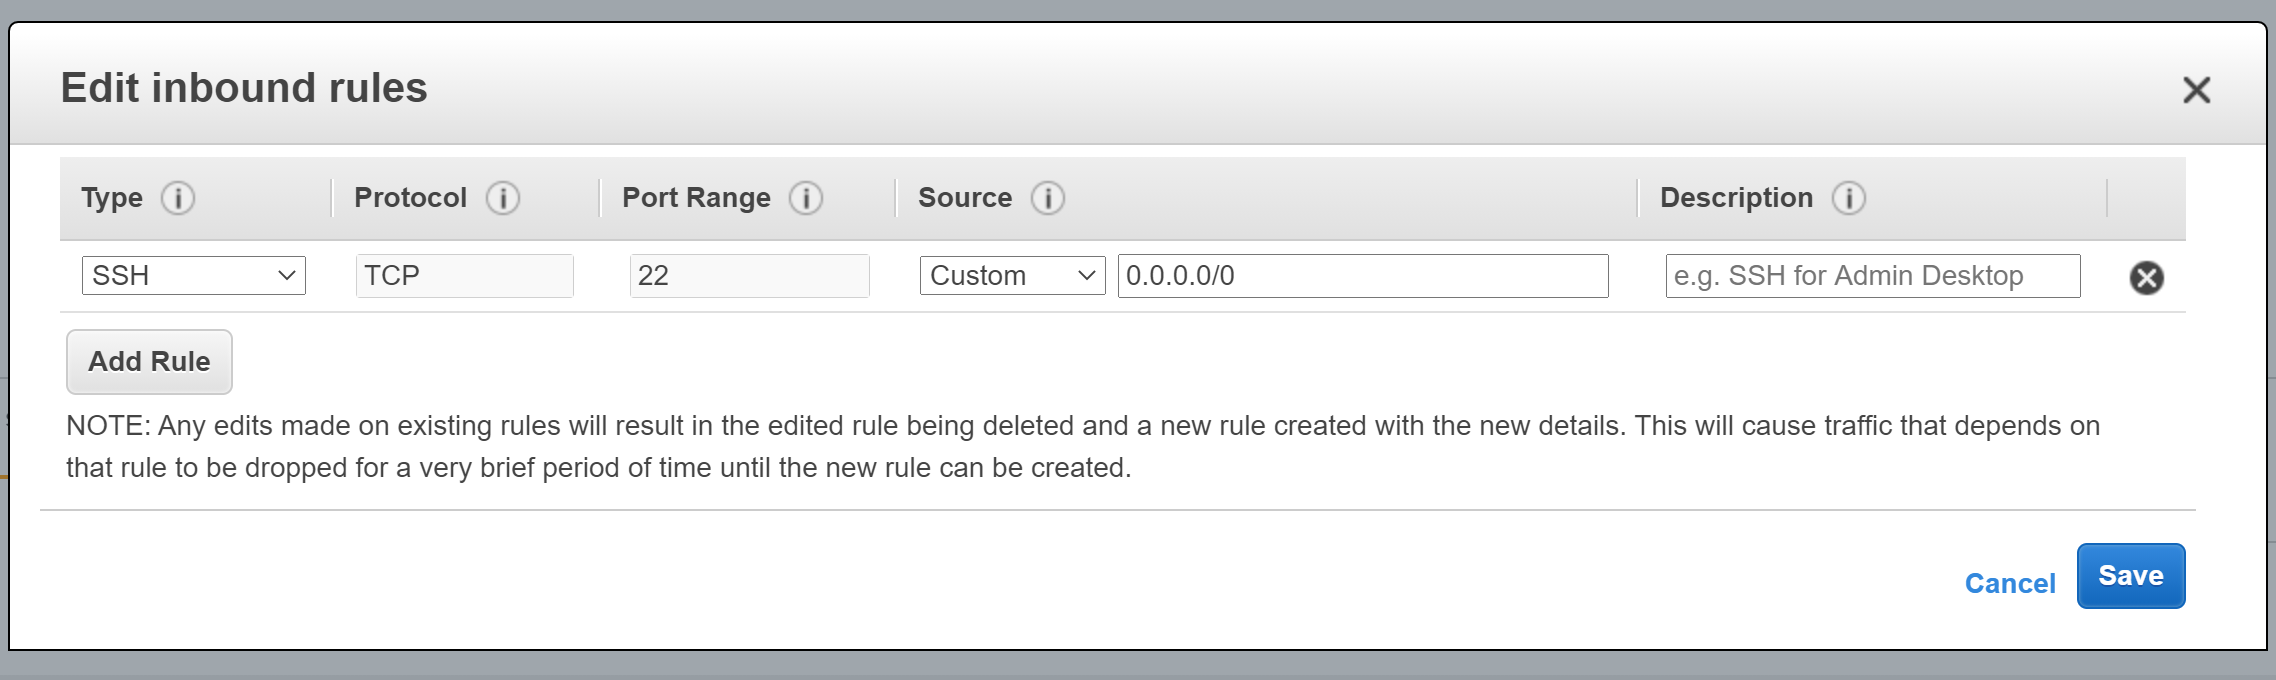 Edit inbound rules
Type Protocol Port Range Source Description
SSH TCP 22 Custom 0.0.0.0/0 e.g. SSH for Admin Desktop
Add Rule
NOTE: Any edits made on existing rules will result in the edited rule being deleted and a new rule created with the new details. This will cause traffic that depends on
that rule to be dropped for a very brief period of time until the new rule can be created.
Cancel Save